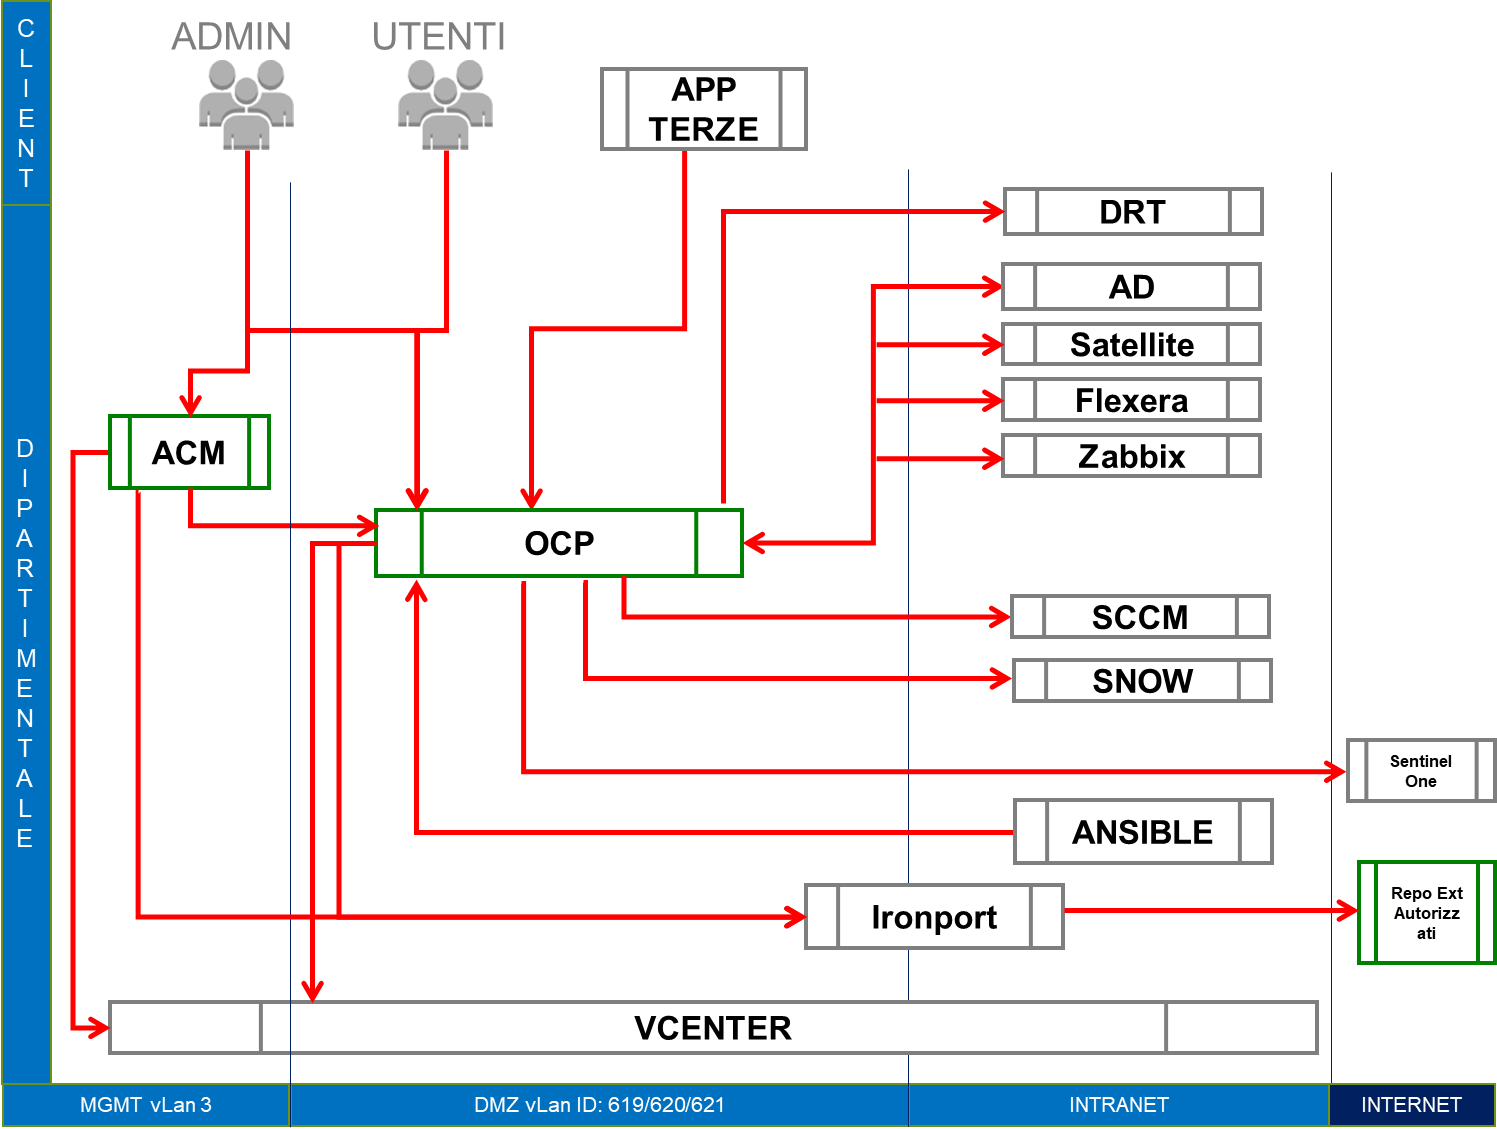 CLIENT
ADMIN
UTENTI
APP
TERZE
DRT
AD
Satellite
Flexera
Zabbix
DIPARTIMENTALE
ACM
OCP
SCCM
SNOW
Sentinel
One
ANSIBLE
Repo Ext
Autorizz
ati
Ironport
VCENTER
MGMT vLan 3
DMZ vLan ID: 619/620/621
INTRANET
INTERNET